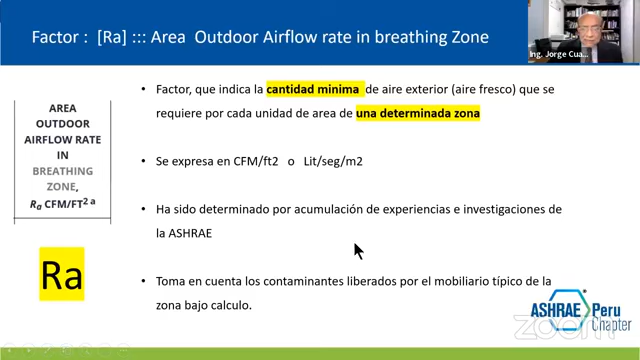 Factor : [Ra] ::: Area Outdoor Airflow rate in breathing Zone
Ing. Jorge Cua...
AREA
OUTDOOR
AIRFLOW RATE
IN
BREATHING
ZONE,
Ra CFM/FT2 a
Ra
• Factor, que indica la cantidad minima de aire exterior (aire fresco) que se
requiere por cada unidad de area de una determinada zona
• Se expresa en CFM/ft2 o Lit/seg/m2
• Ha sido determinado por acumulación de experiencias e investigaciones de
la ASHRAE
• Toma en cuenta los contaminantes liberados por el mobiliario típico de la
zona bajo calculo.
ASHRAE Peru
Chapter
zoom